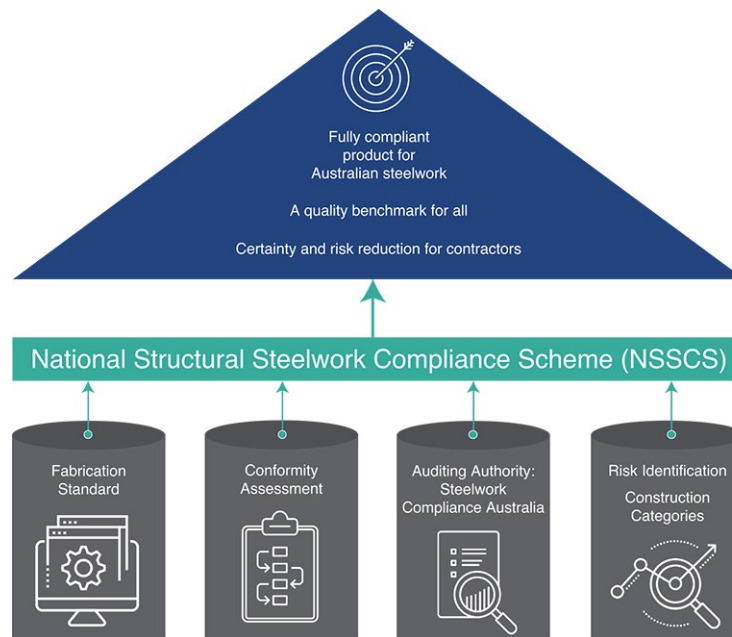 Fully compliant
product for
Australian steelwork
A quality benchmark for all
Certainty and risk reduction for contractors
National Structural Steelwork Compliance Scheme (NSSCS)
Fabrication
Standard
Conformity
Assessment
Auditing Authority:
Steelwork
Compliance Australia
Risk Identification
Construction
Categories